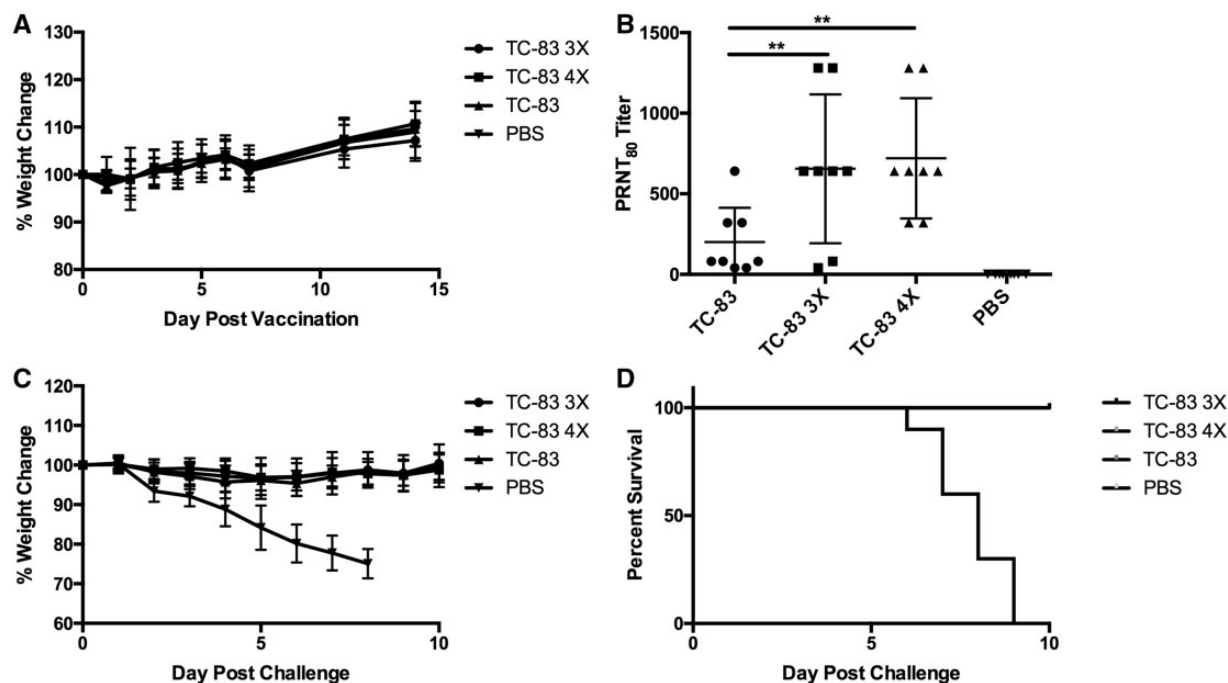 A
130
120
110
100
90
80
% Weight Change
0
5
10
15
Day Post Vaccination
TC-83 3X
TC-83 4X
TC-83
PBS
B
**
**
1500
1000
500
0
PRNT80 Titer
TC-83
TC-83 3X
TC-83 4X
PBS
C
120
110
100
90
80
70
60
% Weight Change
0
5
10
Day Post Challenge
TC-83 3X
TC-83 4X
TC-83
PBS
D
100
50
0
Percent Survival
0
5
10
Day Post Challenge
TC-83 3X
TC-83 4X
TC-83
PBS